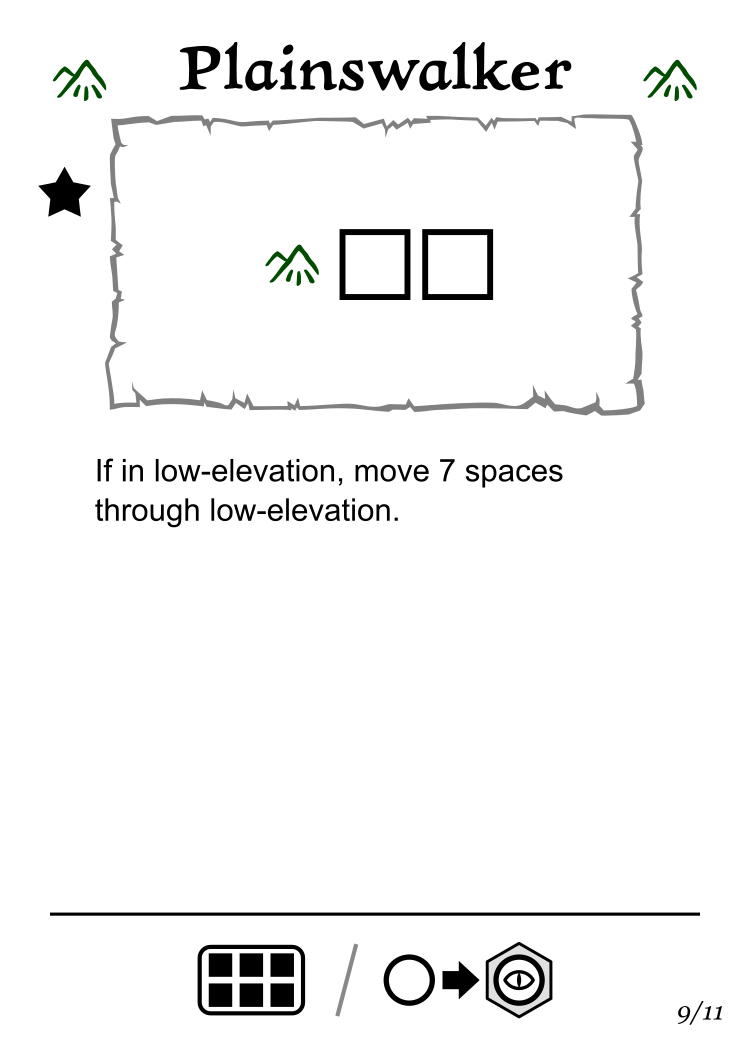 Plainswalker
If in low-elevation, move 7 spaces
through low-elevation.
9/11